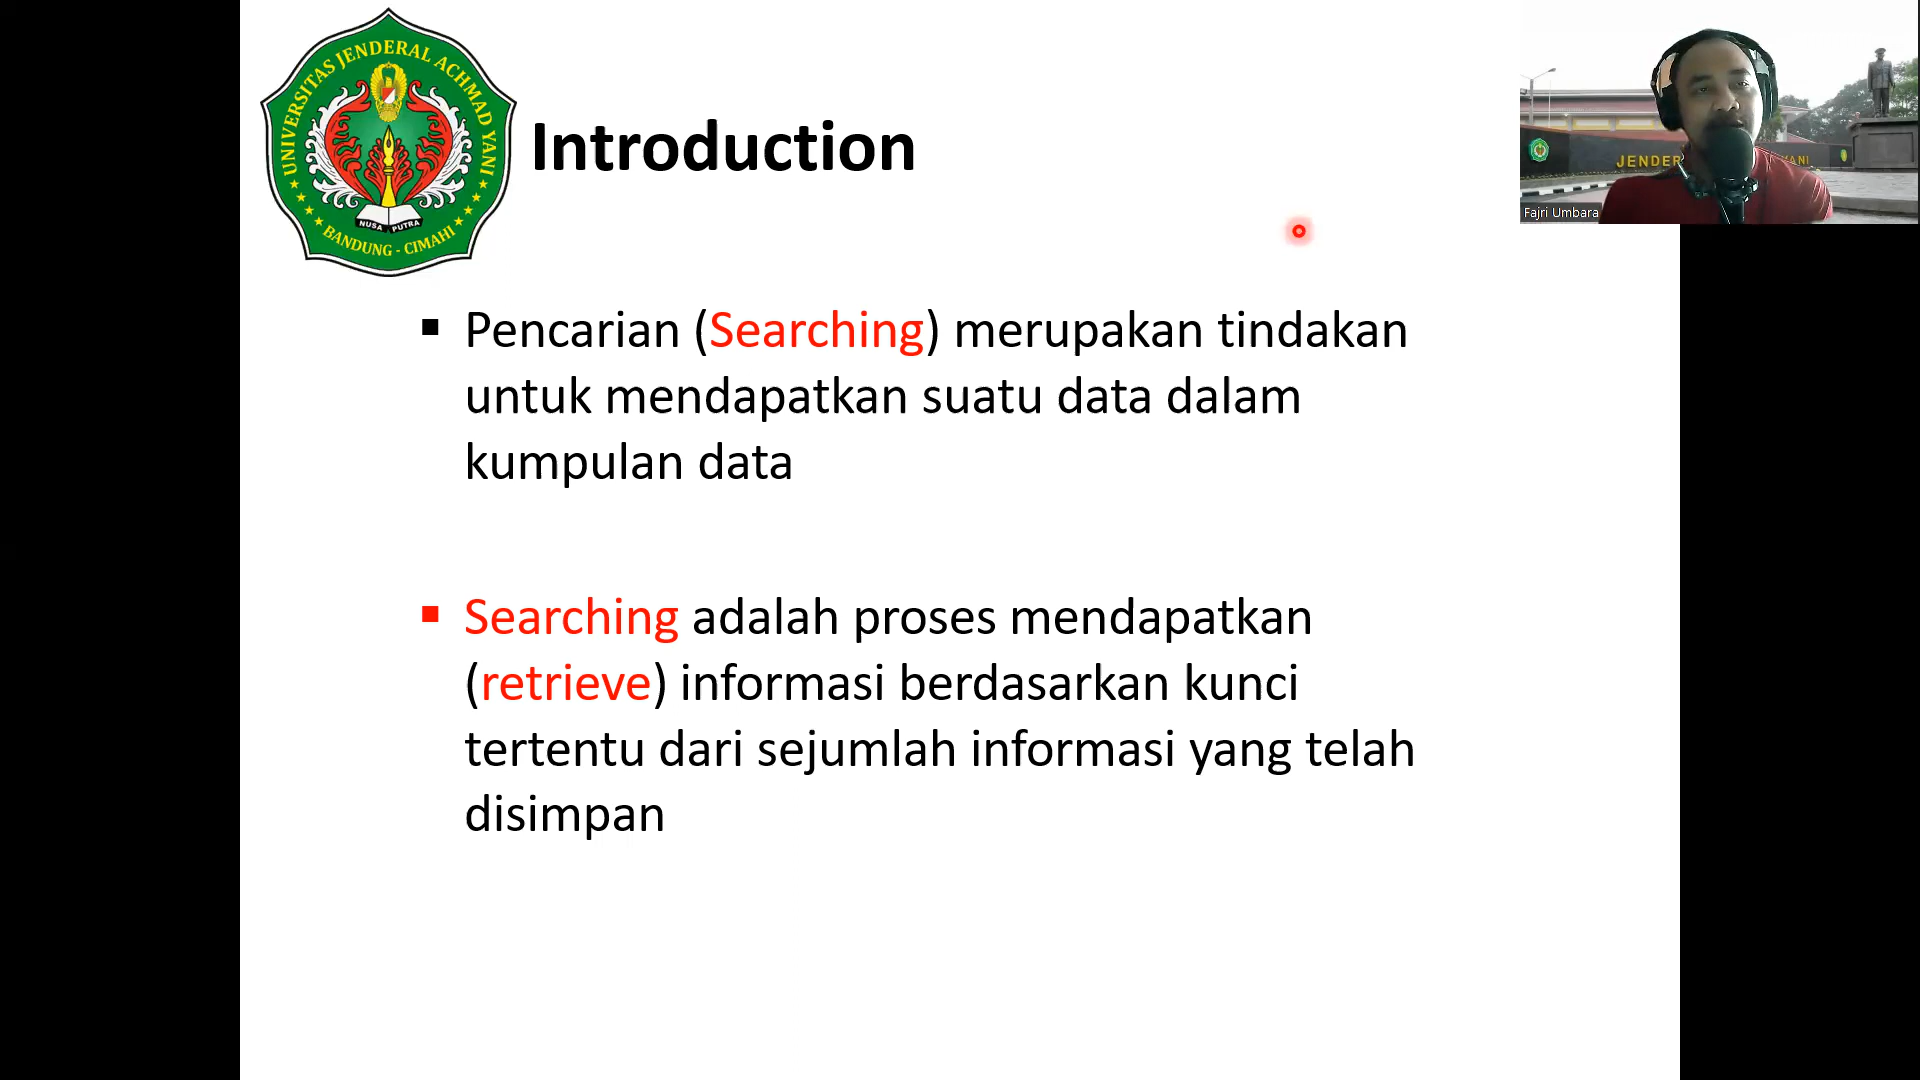 UNIVERSITAS JENDERAL ACHMAD YANI
NUSA PUTRA
BANDUNG - CIMAHI
Introduction
JENDER
YANI
Fajri Umbara
▪ Pencarian (Searching) merupakan tindakan
untuk mendapatkan suatu data dalam
kumpulan data
▪ Searching adalah proses mendapatkan
(retrieve) informasi berdasarkan kunci
tertentu dari sejumlah informasi yang telah
disimpan